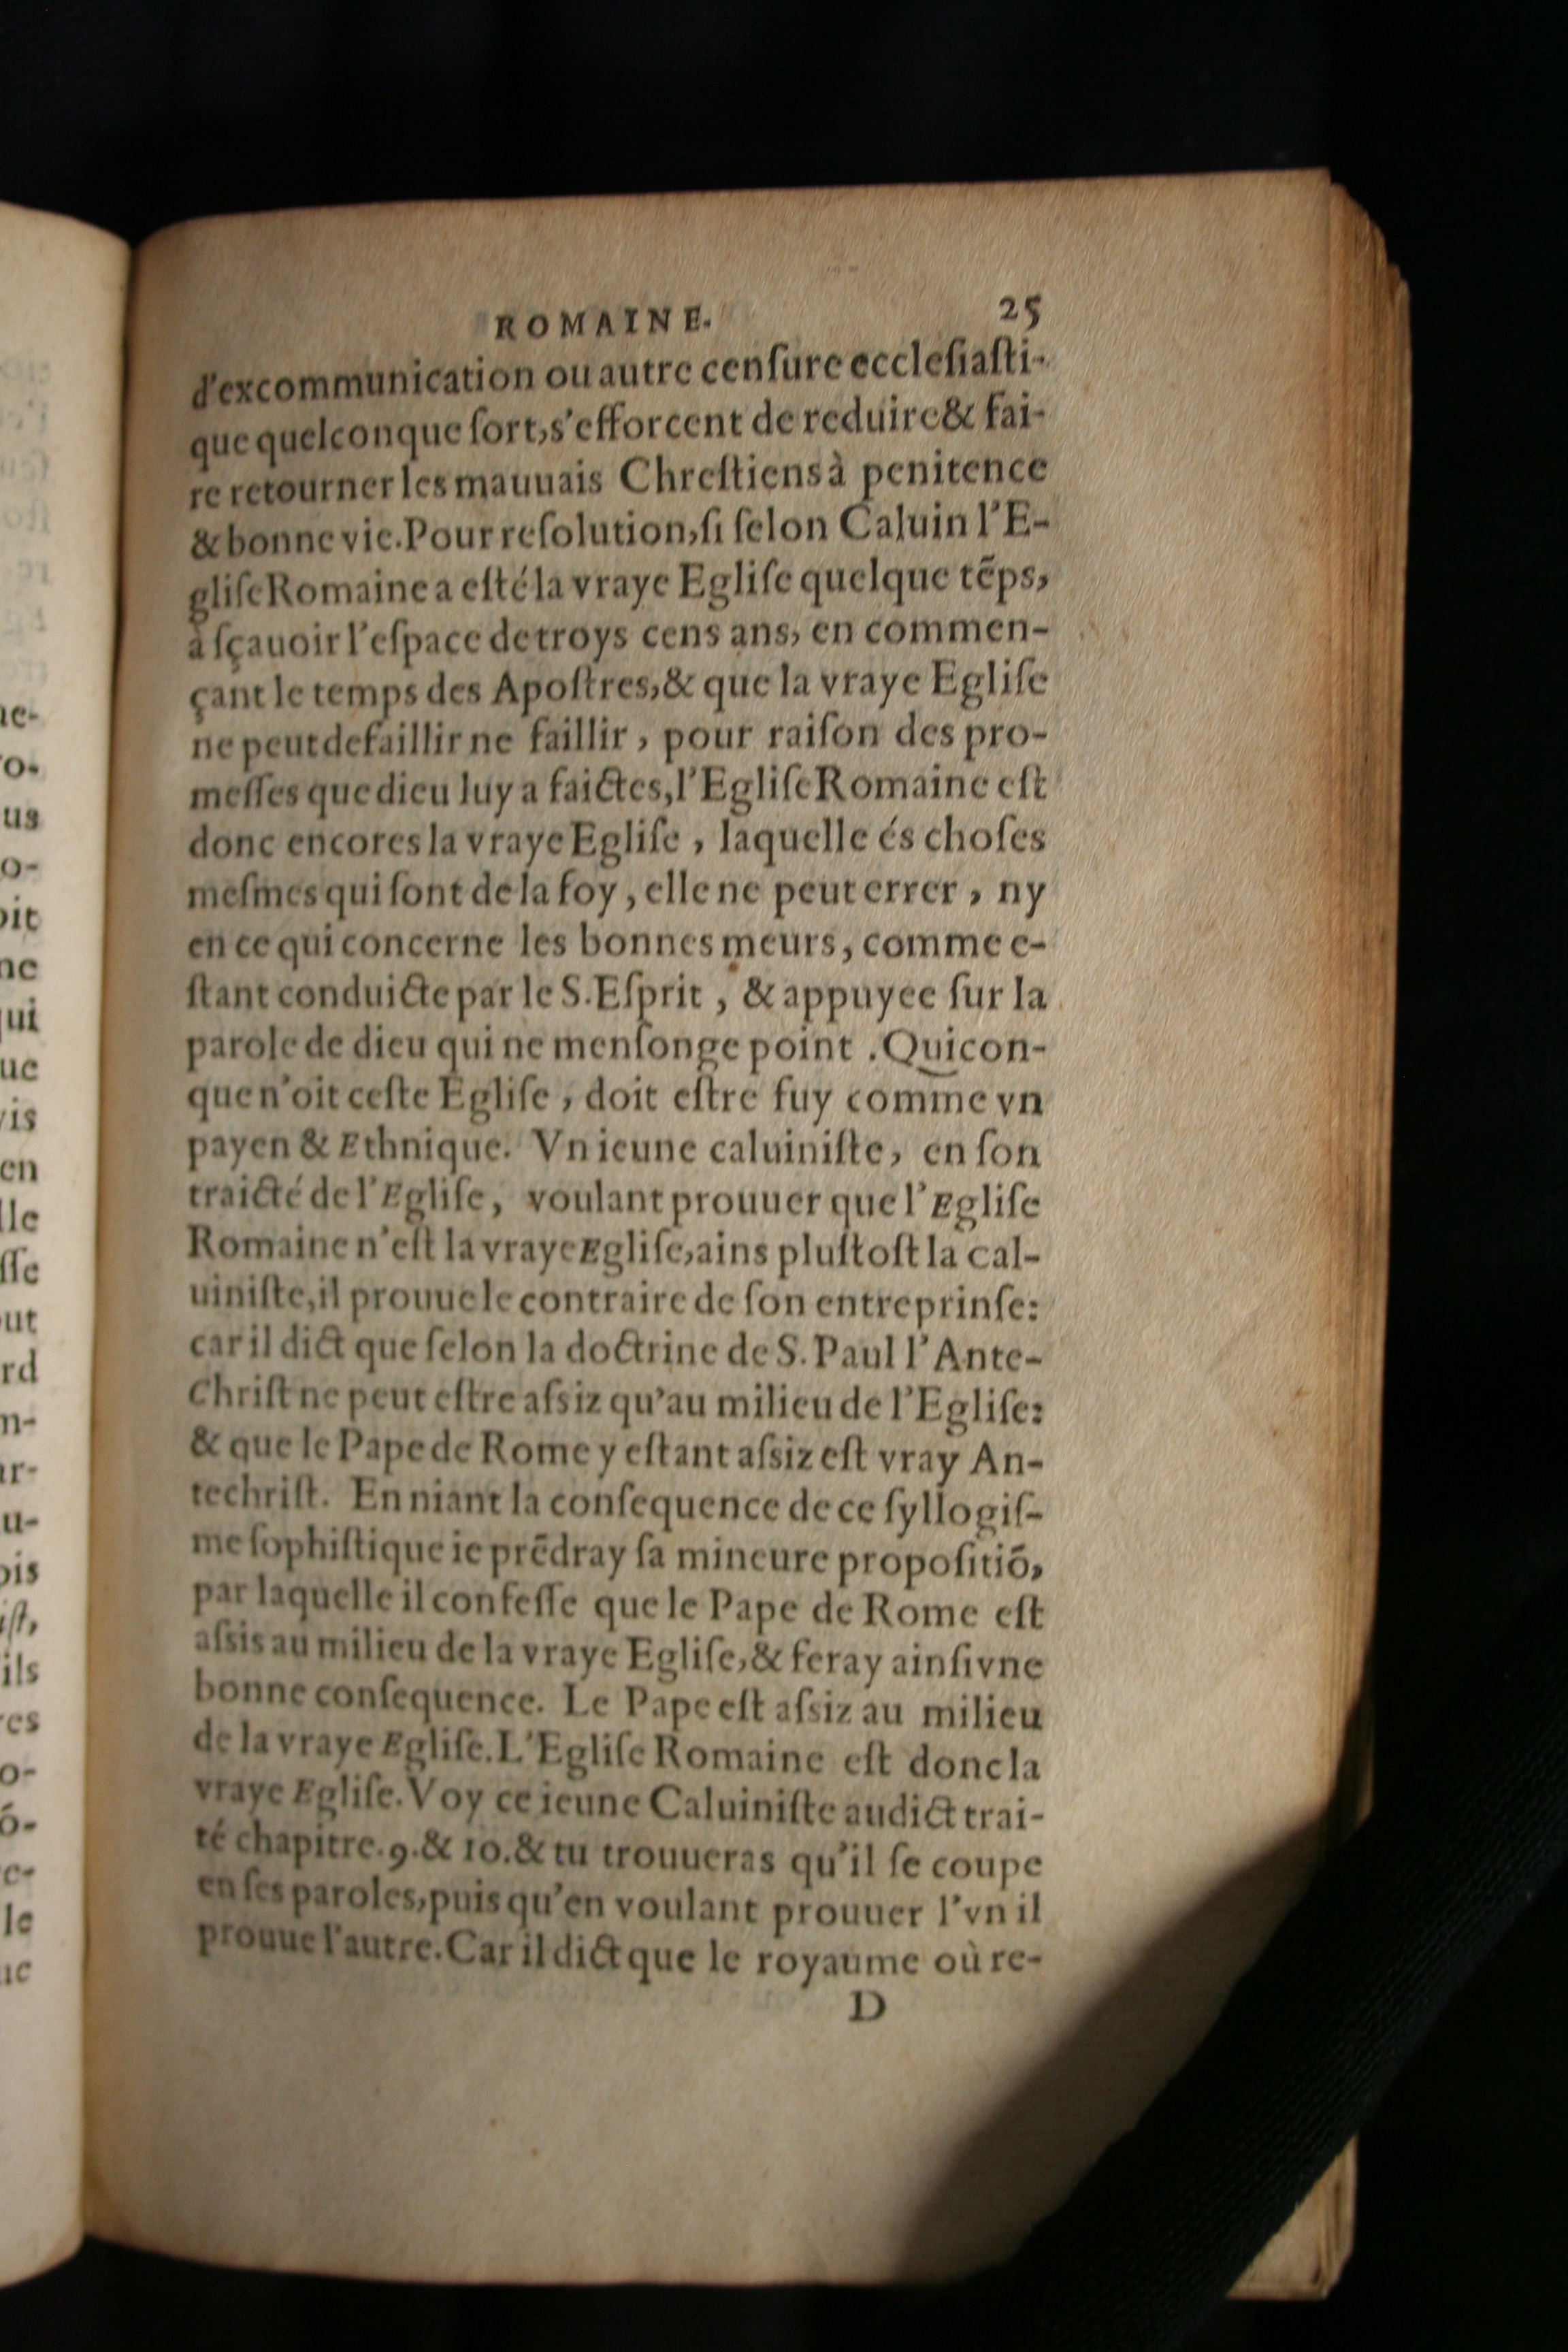 ROMAINE. 25
d'excommunication ou autre cenſure eccleſiaſti-
que quelconque ſort, s'efforcent de reduire & fai-
re retourner les mauuais Chreſtiens à penitence
& bonne vie. Pour reſolution, ſi ſelon Caluin l'E-
gliſe Romaine a eſté la vraye Egliſe quelque tẽps,
à ſçauoir l'eſpace de troys cens ans, en commen-
çant le temps des Apoſtres, & que la vraye Egliſe
ne peut defaillir ne faillir, pour raiſon des pro-
meſſes que dieu luy a faictes, l'Egliſe Romaine eſt
donc encores la vraye Egliſe, laquelle és choſes
meſmes qui ſont de la foy, elle ne peut errer, ny
en ce qui concerne les bonnes meurs, comme e-
ſtant conduicte par le S. Eſprit, & appuyee ſur la
parole de dieu qui ne menſonge point. Quicon-
que n'oit ceſte Egliſe, doit eſtre fuy comme vn
payen & Ethnique. Vn ieune caluiniſte, en ſon
traicté de l'Egliſe, voulant prouuer que l'Egliſe
Romaine n'eſt la vraye Egliſe, ains pluſtoſt la cal-
uiniſte, il prouue le contraire de ſon entreprinſe:
car il dict que ſelon la doctrine de S. Paul l'Ante-
Chriſt ne peut eſtre aſsiz qu'au milieu de l'Egliſe:
& que le Pape de Rome y eſtant aſsiz eſt vray An-
techriſt. En niant la conſequence de ce ſyllogiſ-
me ſophiſtique ie prẽdray ſa mineure propoſitiõ,
par laquelle il confeſſe que le Pape de Rome eſt
aſsis au milieu de la vraye Egliſe, & feray ainſi vne
bonne conſequence. Le Pape eſt aſsiz au milieu
de la vraye Egliſe. L'Egliſe Romaine eſt donc la
vraye Egliſe. Voy ce ieune Caluiniſte audict trai-
té chapitre. 9. & 10. & tu trouueras qu'il ſe coupe
en ſes paroles, puis qu'en voulant prouuer l'vn il
prouue l'autre. Car il dict que le royaume où re-
D